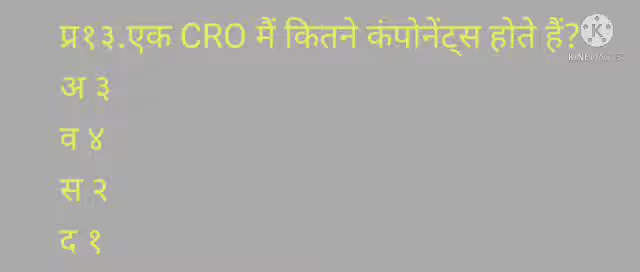 प्र१३.एक CRO मैं कितने कंपोनेंट्स होते हैं?
अ ३
व ४
स २
द १